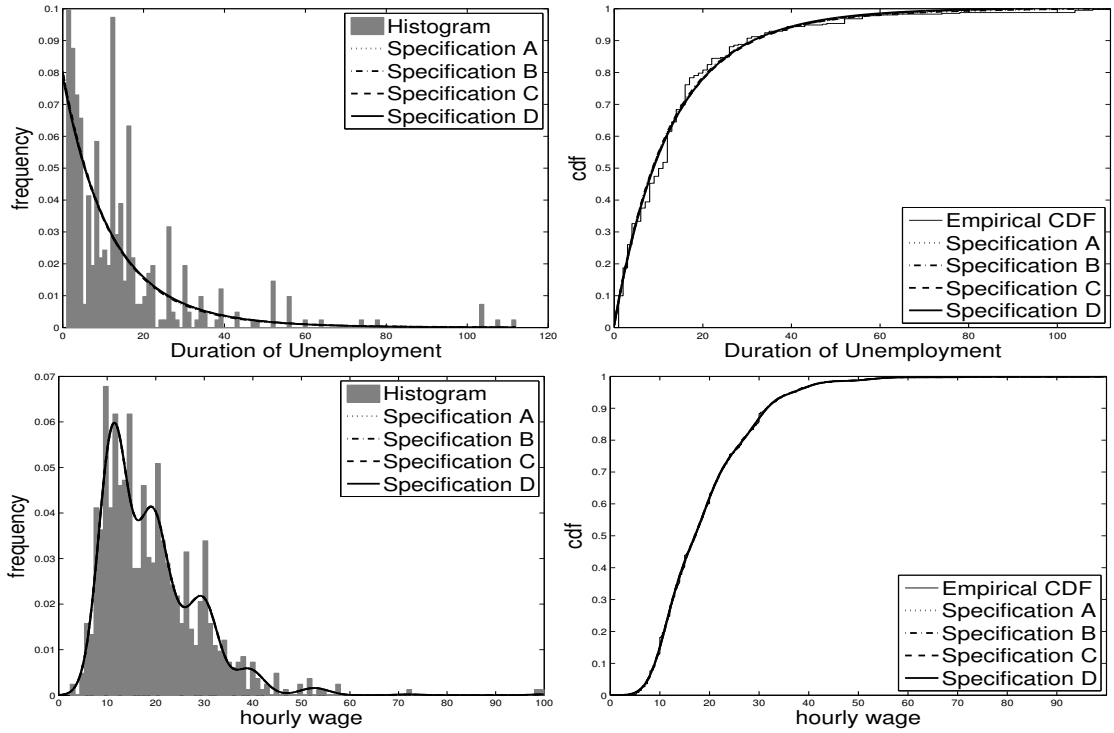 0.1
0.09
0.08
0.07
0.06
0.05
0.04
0.03
0.02
0.01
0
0 20 40 60 80 100 120
frequency
Duration of Unemployment
Histogram
Specification A
Specification B
Specification C
Specification D
1
0.9
0.8
0.7
0.6
0.5
0.4
0.3
0.2
0.1
0
0 20 40 60 80 100
cdf
Duration of Unemployment
Empirical CDF
Specification A
Specification B
Specification C
Specification D
0.07
0.06
0.05
0.04
0.03
0.02
0.01
0
0 10 20 30 40 50 60 70 80 90 100
frequency
hourly wage
Histogram
Specification A
Specification B
Specification C
Specification D
1
0.9
0.8
0.7
0.6
0.5
0.4
0.3
0.2
0.1
0
0 10 20 30 40 50 60 70 80 90
cdf
hourly wage
Empirical CDF
Specification A
Specification B
Specification C
Specification D